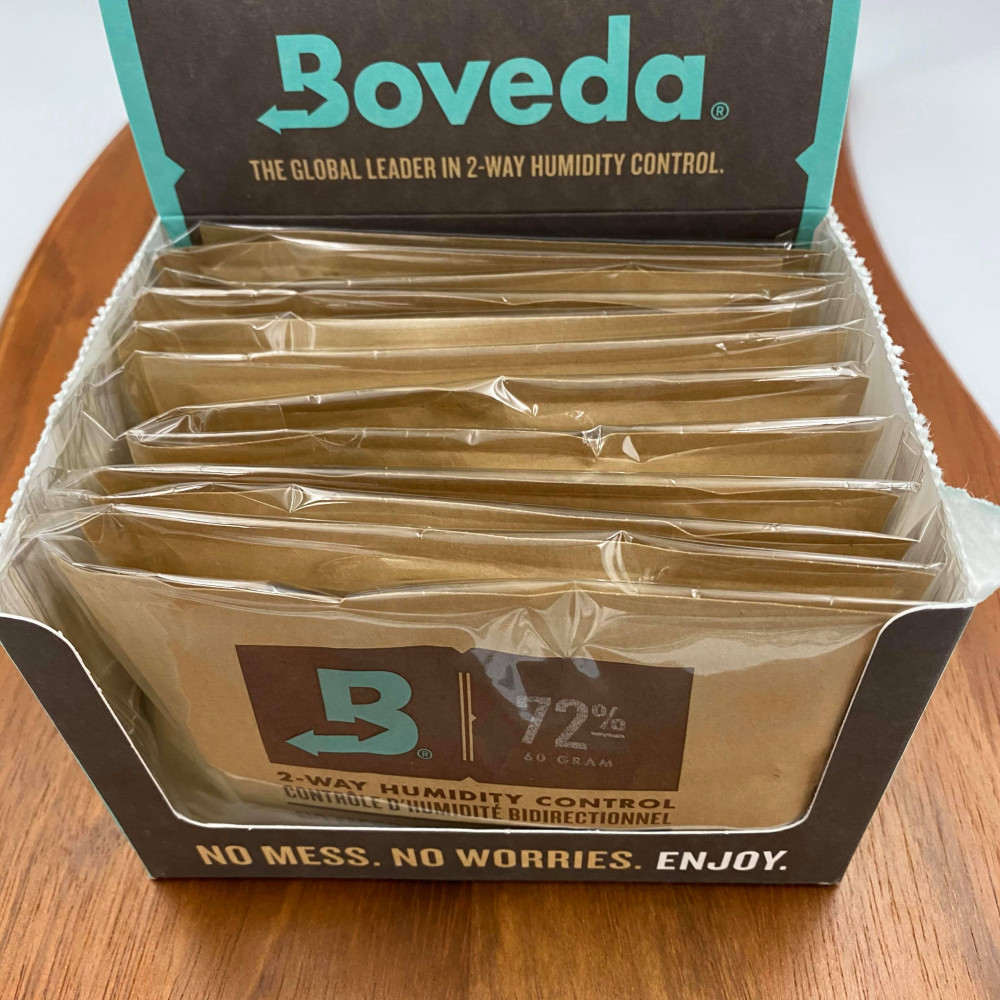 Boveda®
THE GLOBAL LEADER IN 2-WAY HUMIDITY CONTROL.
B®
72%
60 GRAM
2-WAY HUMIDITY CONTROL
CONTRÔLE D'HUMIDITÉ BIDIRECTIONNEL
NO MESS. NO WORRIES. ENJOY.